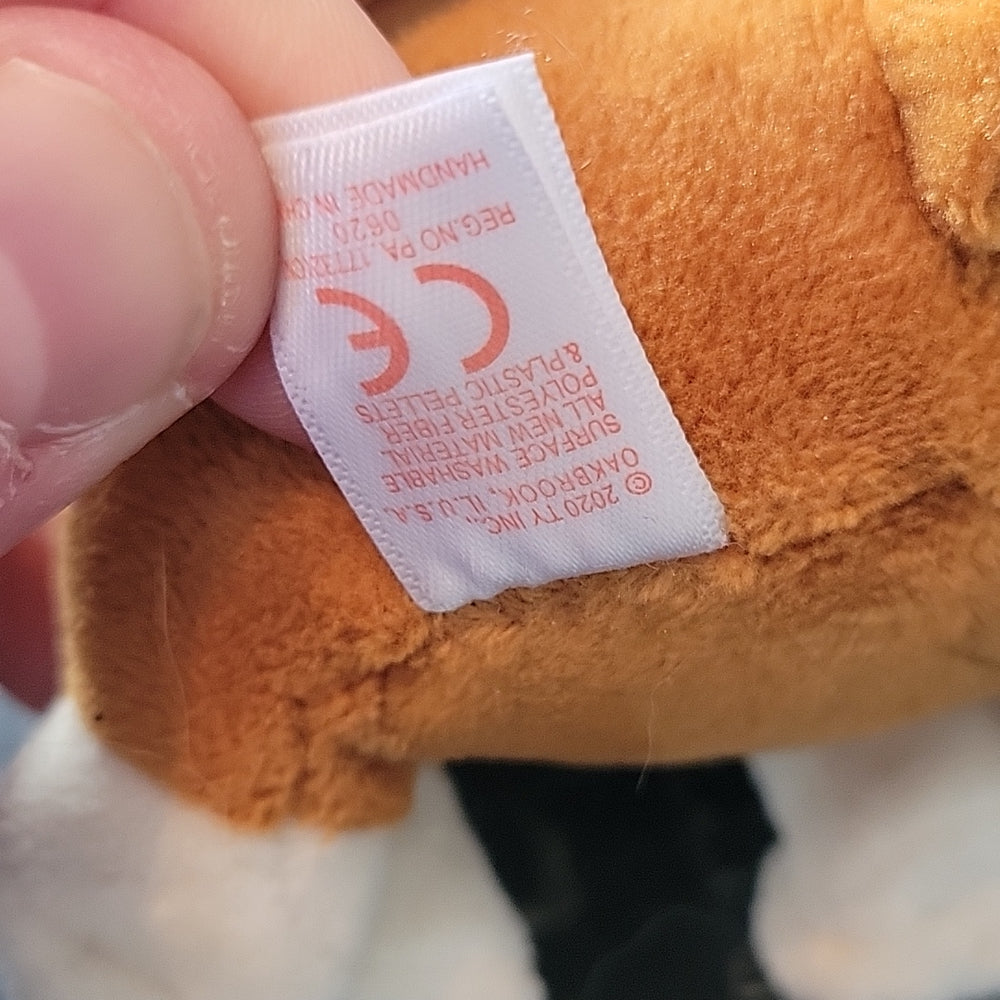 © 2020 TY INC.,
OAKBROOK, IL. U.S.A.
SURFACE WASHABLE
ALL NEW MATERIAL
POLYESTER FIBER
& PLASTIC PELLETS
CE
REG.NO PA.
0620
HANDMADE IN